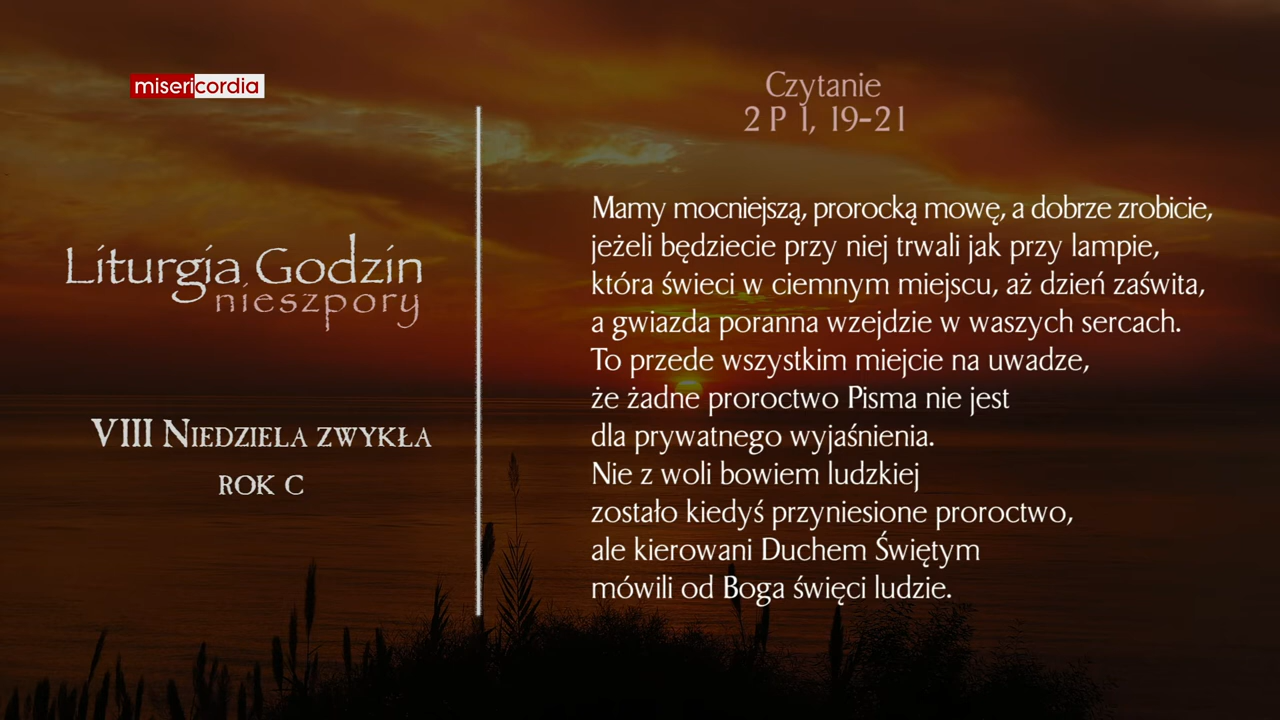 misericordia
Liturgia Godzin
nieszpory
VIII Niedziela zwykła
rok C
Czytanie
2 P 1, 19-21
Mamy mocniejszą, prorocką mowę, a dobrze zrobicie,
jeżeli będziecie przy niej trwali jak przy lampie,
która świeci w ciemnym miejscu, aż dzień zaświta,
a gwiazda poranna wzejdzie w waszych sercach.
To przede wszystkim miejcie na uwadze,
że żadne proroctwo Pisma nie jest
dla prywatnego wyjaśnienia.
Nie z woli bowiem ludzkiej
zostało kiedyś przyniesione proroctwo,
ale kierowani Duchem Świętym
mówili od Boga święci ludzie.